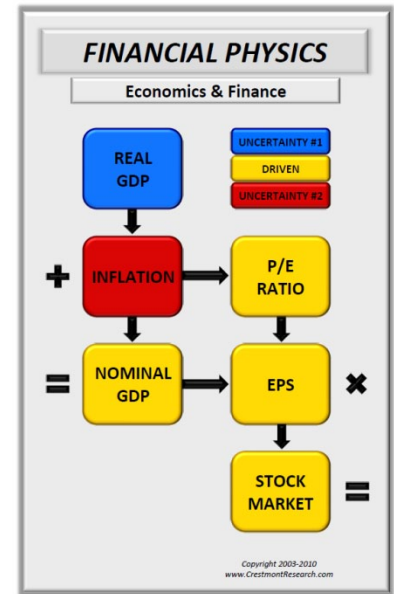 FINANCIAL PHYSICS
Economics & Finance
REAL
GDP
UNCERTAINTY #1
DRIVEN
UNCERTAINTY #2
+
INFLATION
P/E
RATIO
=
NOMINAL
GDP
EPS
×
STOCK
MARKET
=
Copyright 2003-2010
www.CrestmontResearch.com